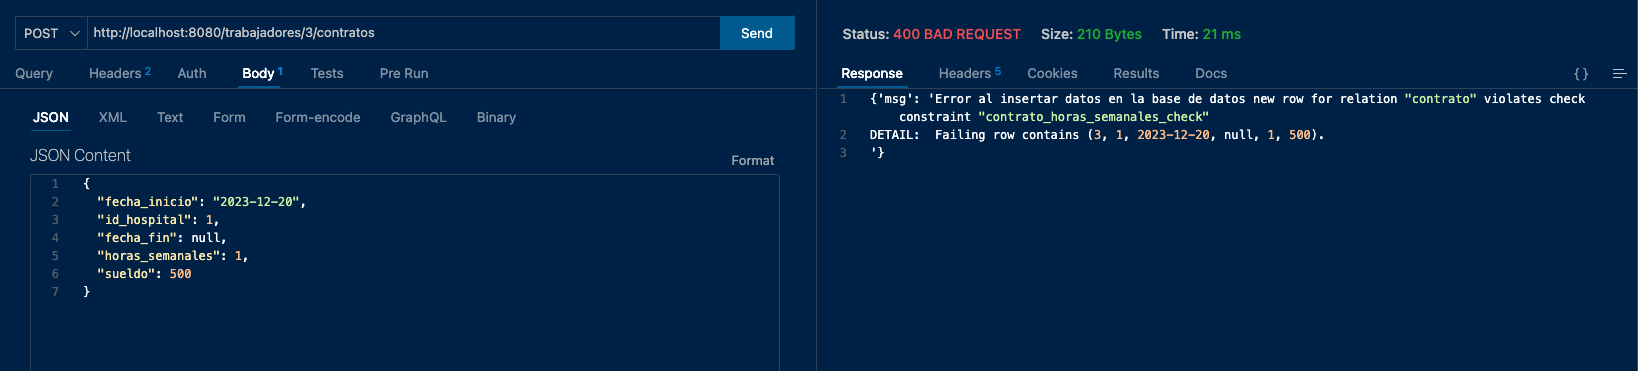 POST http://localhost:8080/trabajadores/3/contratos Send
Query Headers 2 Auth Body 1 Tests Pre Run
JSON XML Text Form Form-encode GraphQL Binary
JSON Content
Format
1 {
2 "fecha_inicio": "2023-12-20",
3 "id_hospital": 1,
4 "fecha_fin": null,
5 "horas_semanales": 1,
6 "sueldo": 500
7 }
Status: 400 BAD REQUEST Size: 210 Bytes Time: 21 ms
Response Headers 5 Cookies Results Docs { }
1 {'msg': 'Error al insertar datos en la base de datos new row for relation "contrato" violates check
constraint "contrato_horas_semanales_check"
2 DETAIL: Failing row contains (3, 1, 2023-12-20, null, 1, 500).
3 '}